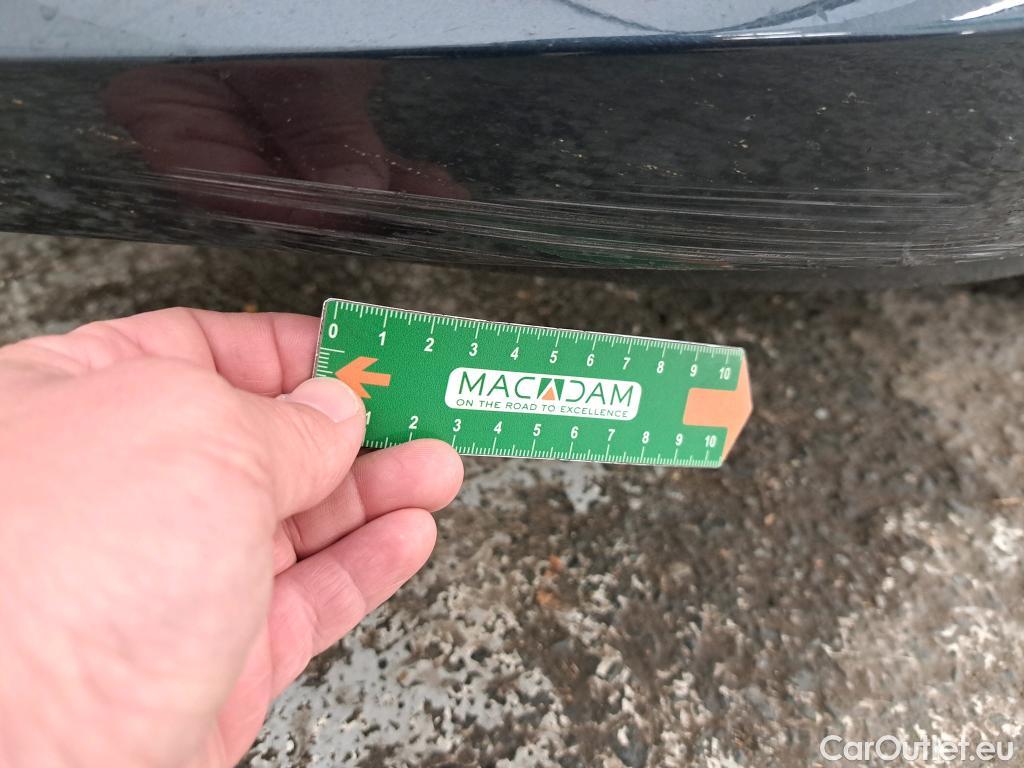 0 1 2 3 4 5 6 7 8 9 10
MACADAM
ON THE ROAD TO EXCELLENCE
1 2 3 4 5 6 7 8 9 10
CarOutlet.eu